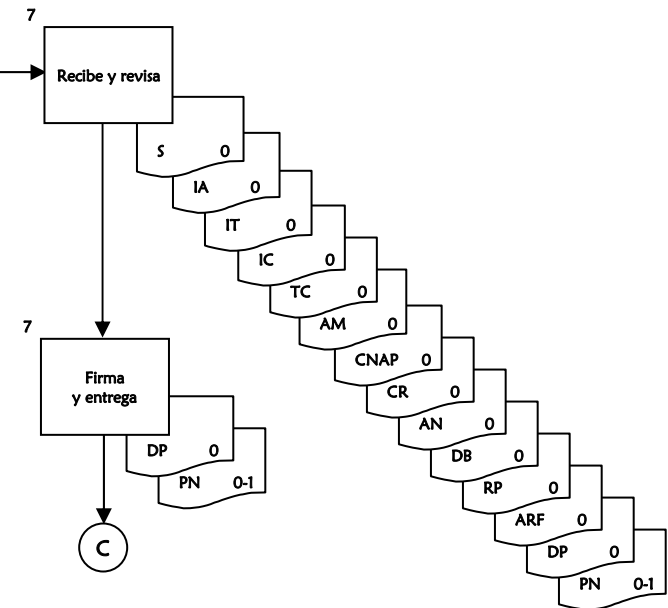 7
Recibe y revisa
S 0
IA 0
IT 0
IC 0
TC 0
AM 0
CNAP 0
CR 0
AN 0
DB 0
RP 0
ARF 0
DP 0
PN 0-1
7
Firma
y entrega
DP 0
PN 0-1
C